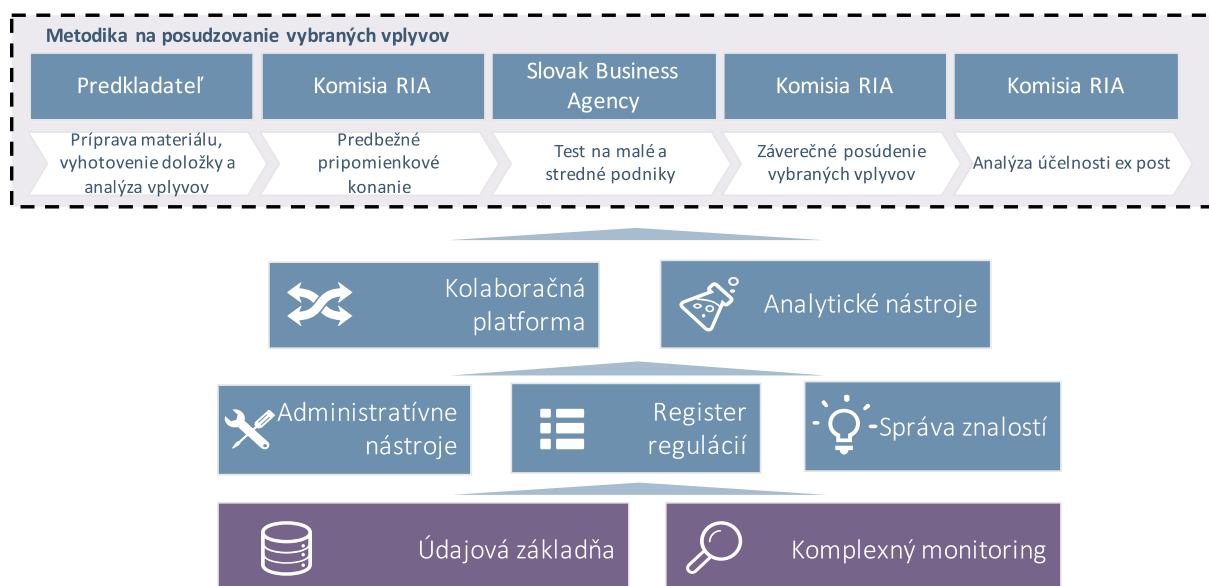 Metodika na posudzovanie vybraných vplyvov
Predkladateľ
Komisia RIA
Slovak Business
Agency
Komisia RIA
Komisia RIA
Príprava materiálu,
vyhotovenie doložky a
analýza vplyvov
Predbežné
pripomienkové
konanie
Test na malé a
stredné podniky
Záverečné posúdenie
vybraných vplyvov
Analýza účelnosti ex post
Kolaboračná
platforma
Analytické nástroje
Administratívne
nástroje
Register
regulácií
Správa znalostí
Údajová základňa
Komplexný monitoring